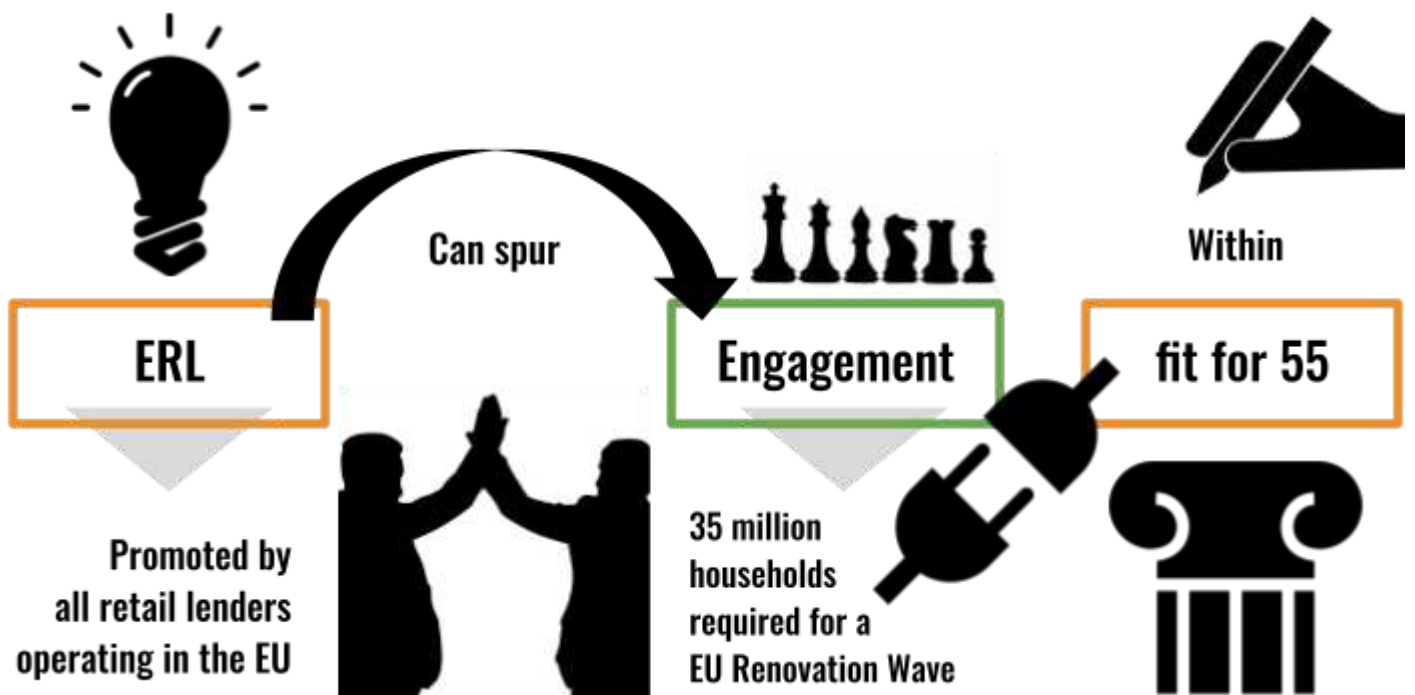 ERL
Can spur
Engagement
Within
fit for 55
Promoted by
all retail lenders
operating in the EU
35 million
households
required for a
EU Renovation Wave